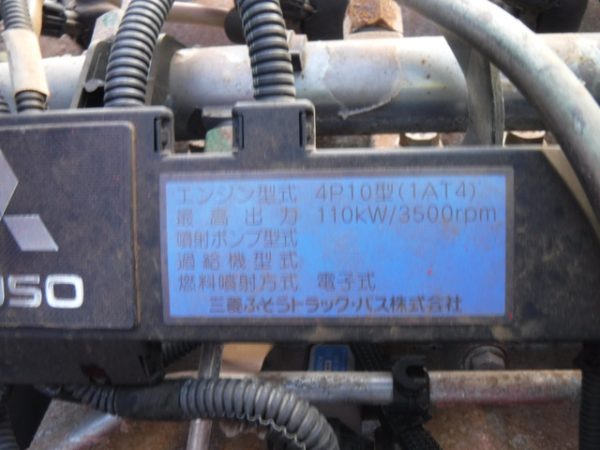 エンジン型式 4P10型(1AT4)
最高出力 110kW/3500rpm
噴射ポンプ型式
過給機型式
燃料噴射方式 電子式
三菱ふそうトラック・バス株式会社
USO